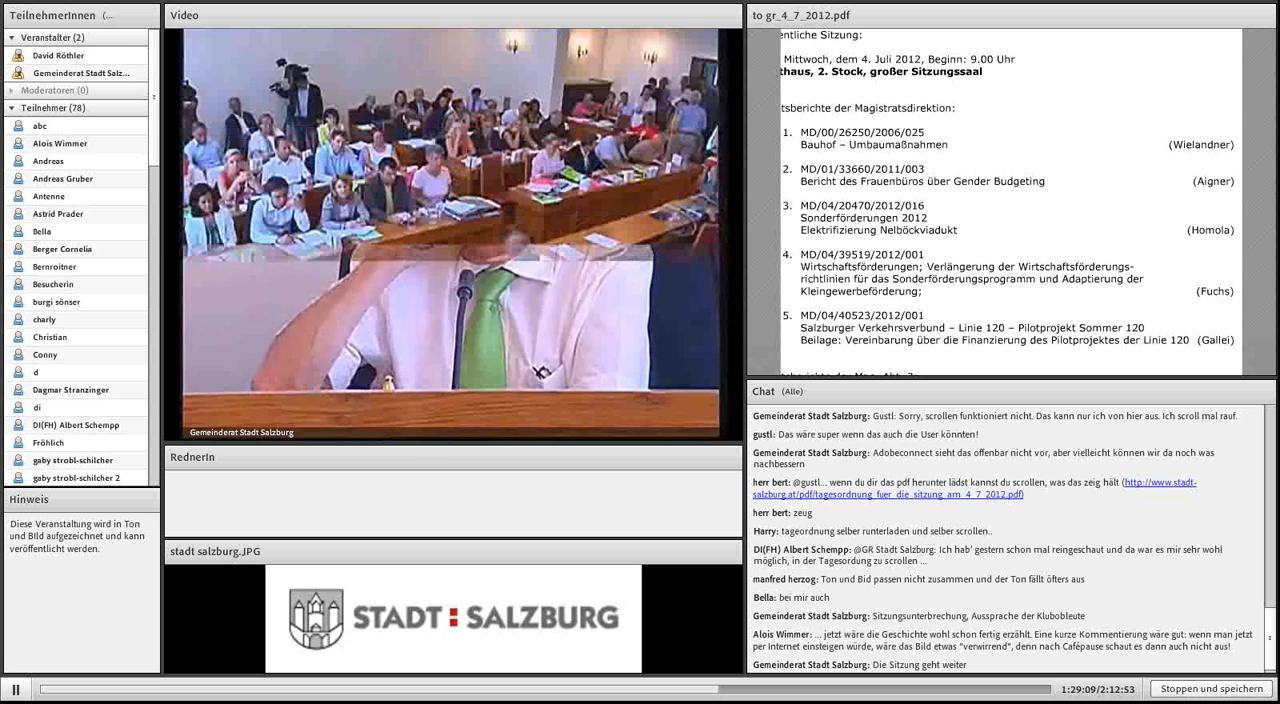 TeilnehmerInnen (...
Veranstalter (2)
David Röthler
Gemeinderat Stadt Salz...
Moderatoren (0)
Teilnehmer (78)
abc
Alois Wimmer
Andreas
Andreas Gruber
Antenne
Astrid Prader
Bella
Berger Cornelia
Bernroitner
Besucherin
burgi sönser
charly
Christian
Conny
d
Dagmar Stranzinger
di
DI(FH) Albert Schempp
Fröhlich
gaby strobl-schilcher
gaby strobl-schilcher 2
Hinweis
Diese Veranstaltung wird in Ton
und BIld aufgezeichnet und kann
veröffentlicht werden.
Video
Gemeinderat Stadt Salzburg
RednerIn
stadt salzburg.JPG
STADT : SALZBURG
to gr_4_7_2012.pdf
entliche Sitzung:
Mittwoch, dem 4. Juli 2012, Beginn: 9.00 Uhr
thaus, 2. Stock, großer Sitzungssaal
tsberichte der Magistratsdirektion:
1. MD/00/26250/2006/025
Bauhof – Umbaumaßnahmen (Wielandner)
2. MD/01/33660/2011/003
Bericht des Frauenbüros über Gender Budgeting (Aigner)
3. MD/04/20470/2012/016
Sonderförderungen 2012
Elektrifizierung Nelböckviadukt (Homola)
4. MD/04/39519/2012/001
Wirtschaftsförderungen; Verlängerung der Wirtschaftsförderungs-
richtlinien für das Sonderförderungsprogramm und Adaptierung der
Kleingewerbeförderung; (Fuchs)
5. MD/04/40523/2012/001
Salzburger Verkehrsverbund – Linie 120 – Pilotprojekt Sommer 120
Beilage: Vereinbarung über die Finanzierung des Pilotprojektes der Linie 120 (Gallei)
Chat (Alle)
Gemeinderat Stadt Salzburg: Gustl: Sorry, scrollen funktioniert nicht. Das kann nur ich von hier aus. Ich scroll mal rauf.
gustl: Das wäre super wenn das auch die User könnten!
Gemeinderat Stadt Salzburg: Adobeconnect sieht das offenbar nicht vor, aber vielleicht können wir da noch was
nachbessern
herr bert: @gustl... wenn du dir das pdf herunter lädst kannst du scrollen, was das zeig hält (http://www.stadt-
salzburg.at/pdf/tagesordnung_fuer_die_sitzung_am_4_7_2012.pdf)
herr bert: zeug
Harry: tageordnung selber runterladen und selber scrollen..
DI(FH) Albert Schempp: @GR Stadt Salzburg: Ich hab' gestern schon mal reingeschaut und da war es mir sehr wohl
möglich, in der Tagesordung zu scrollen ...
manfred herzog: Ton und Bid passen nicht zusammen und der Ton fällt öfters aus
Bella: bei mir auch
Gemeinderat Stadt Salzburg: Sitzungsunterbrechung, Aussprache der Klubobleute
Alois Wimmer: ... jetzt wäre die Geschichte wohl schon fertig erzählt. Eine kurze Kommentierung wäre gut: wenn man jetzt
per Internet einsteigen würde, wäre das Bild etwas "verwirrend", denn nach Cafépause schaut es dann auch nicht aus!
Gemeinderat Stadt Salzburg: Die Sitzung geht weiter
1:29:09/2:12:53
Stoppen und speichern